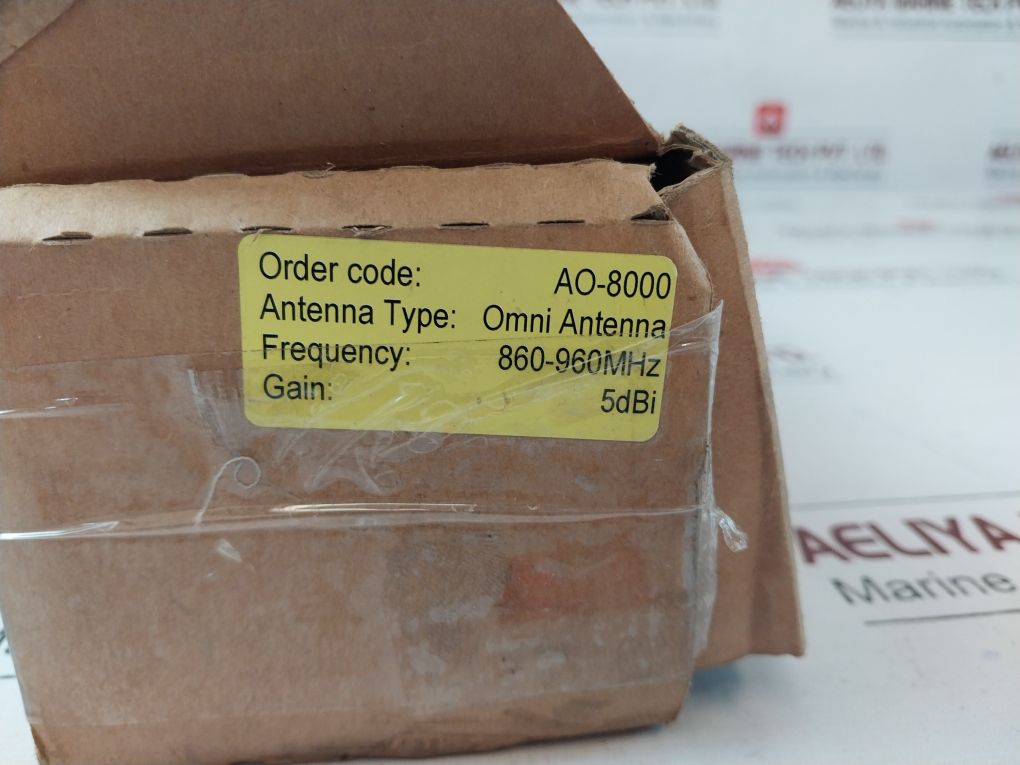 Order code: AO-8000
Antenna Type: Omni Antenna
Frequency: 860-960MHz
Gain: 5dBi
AELIYA
Marine